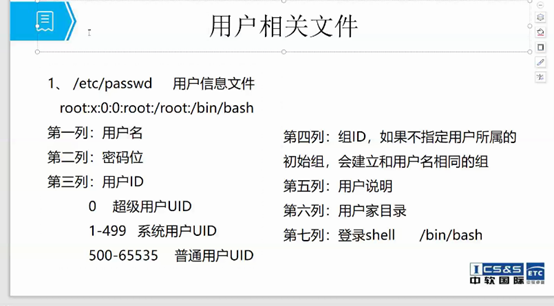 用户相关文件
1、 /etc/passwd 用户信息文件
root:x:0:0:root:/root:/bin/bash
第一列：用户名
第二列：密码位
第三列：用户ID
0 超级用户UID
1-499 系统用户UID
500-65535 普通用户UID
第四列：组ID，如果不指定用户所属的
初始组，会建立和用户名相同的组
第五列：用户说明
第六列：用户家目录
第七列：登录shell /bin/bash
ICS&S
中软国际
ETC